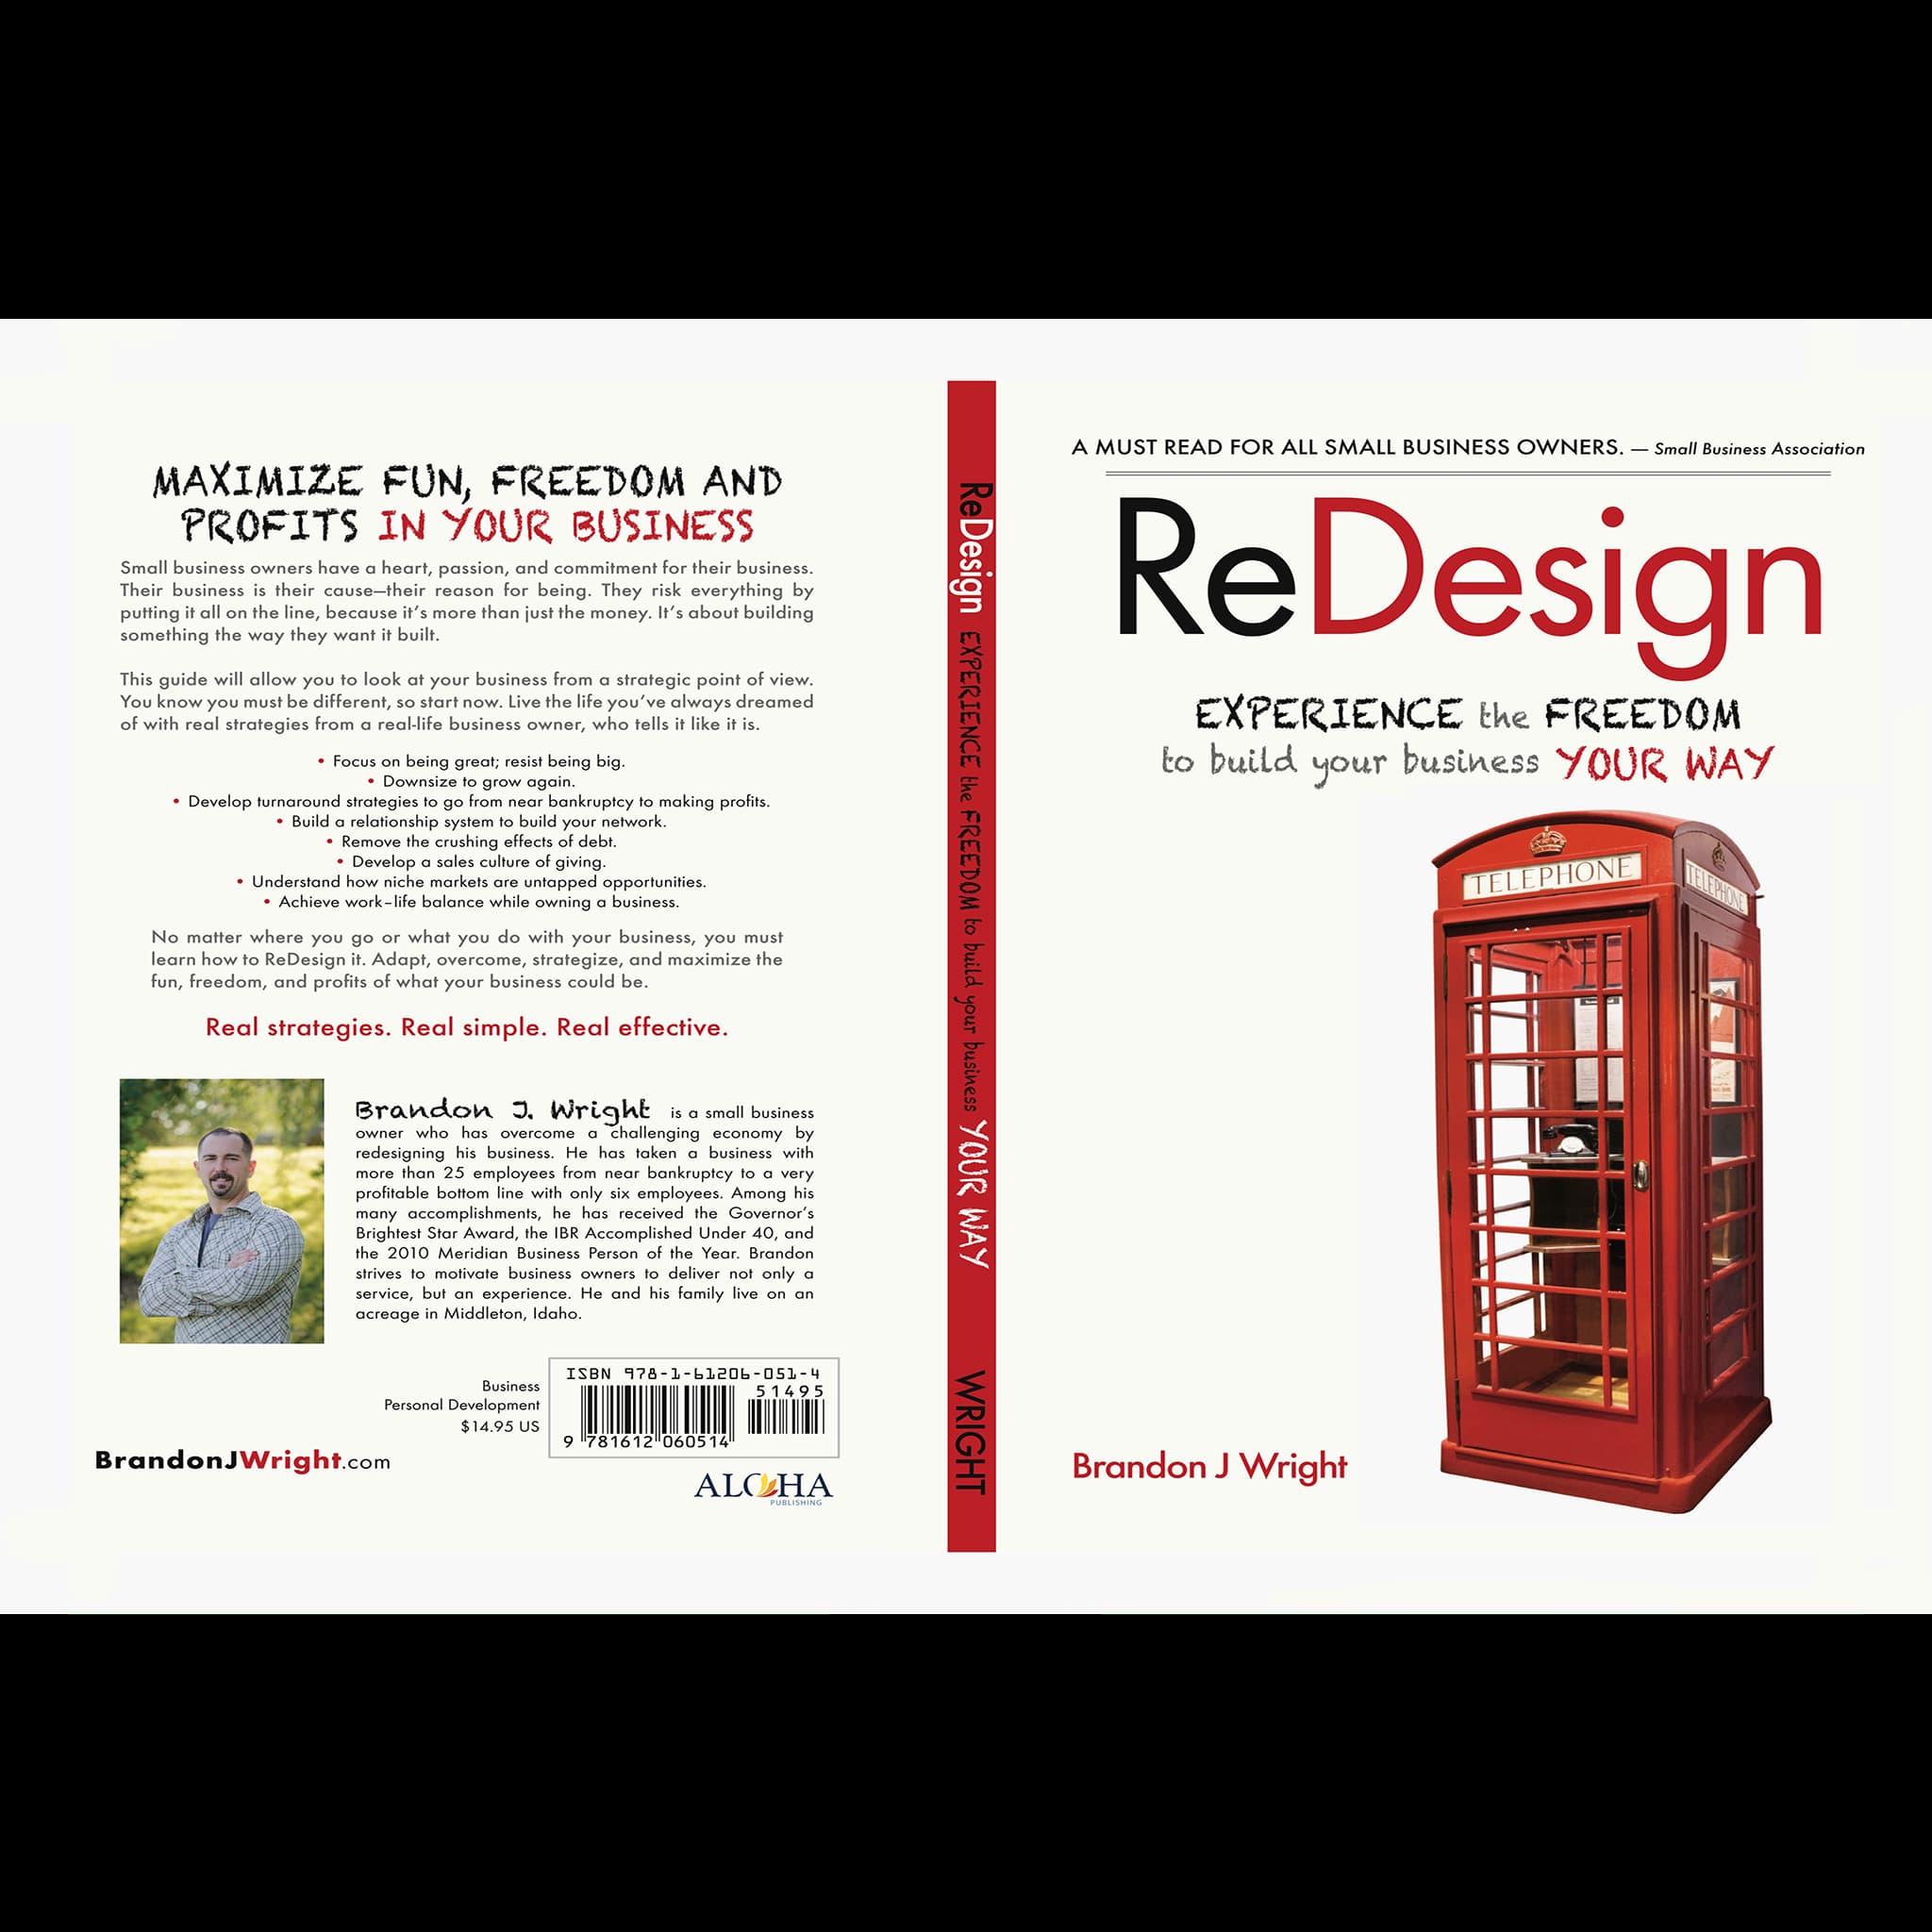 MAXIMIZE FUN, FREEDOM AND
PROFITS IN YOUR BUSINESS
Small business owners have a heart, passion, and commitment for their business.
Their business is their cause—their reason for being. They risk everything by
putting it all on the line, because it's more than just the money. It's about building
something the way they want it built.
This guide will allow you to look at your business from a strategic point of view.
You know you must be different, so start now. Live the life you've always dreamed
of with real strategies from a real-life business owner, who tells it like it is.
• Focus on being great; resist being big.
• Downsize to grow again.
• Develop turnaround strategies to go from near bankruptcy to making profits.
• Build a relationship system to build your network.
• Remove the crushing effects of debt.
• Develop a sales culture of giving.
• Understand how niche markets are untapped opportunities.
• Achieve work-life balance while owning a business.
No matter where you go or what you do with your business, you must
learn how to ReDesign it. Adapt, overcome, strategize, and maximize the
fun, freedom, and profits of what your business could be.
Real strategies. Real simple. Real effective.
Brandon J. Wright is a small business
owner who has overcome a challenging economy by
redesigning his business. He has taken a business with
more than 25 employees from near bankruptcy to a very
profitable bottom line with only six employees. Among his
many accomplishments, he has received the Governor's
Brightest Star Award, the IBR Accomplished Under 40, and
the 2010 Meridian Business Person of the Year. Brandon
strives to motivate business owners to deliver not only a
service, but an experience. He and his family live on an
acreage in Middleton, Idaho.
Business
Personal Development
$14.95 US
ISBN 978-1-61206-051-4
51495
9 781612 060514
BrandonJWright.com
ALOHA
PUBLISHING
ReDesign EXPERIENCE the FREEDOM to build your business YOUR WAY WRIGHT
A MUST READ FOR ALL SMALL BUSINESS OWNERS. — Small Business Association
ReDesign
EXPERIENCE the FREEDOM
to build your business YOUR WAY
TELEPHONE
TELEPHONE
Brandon J Wright